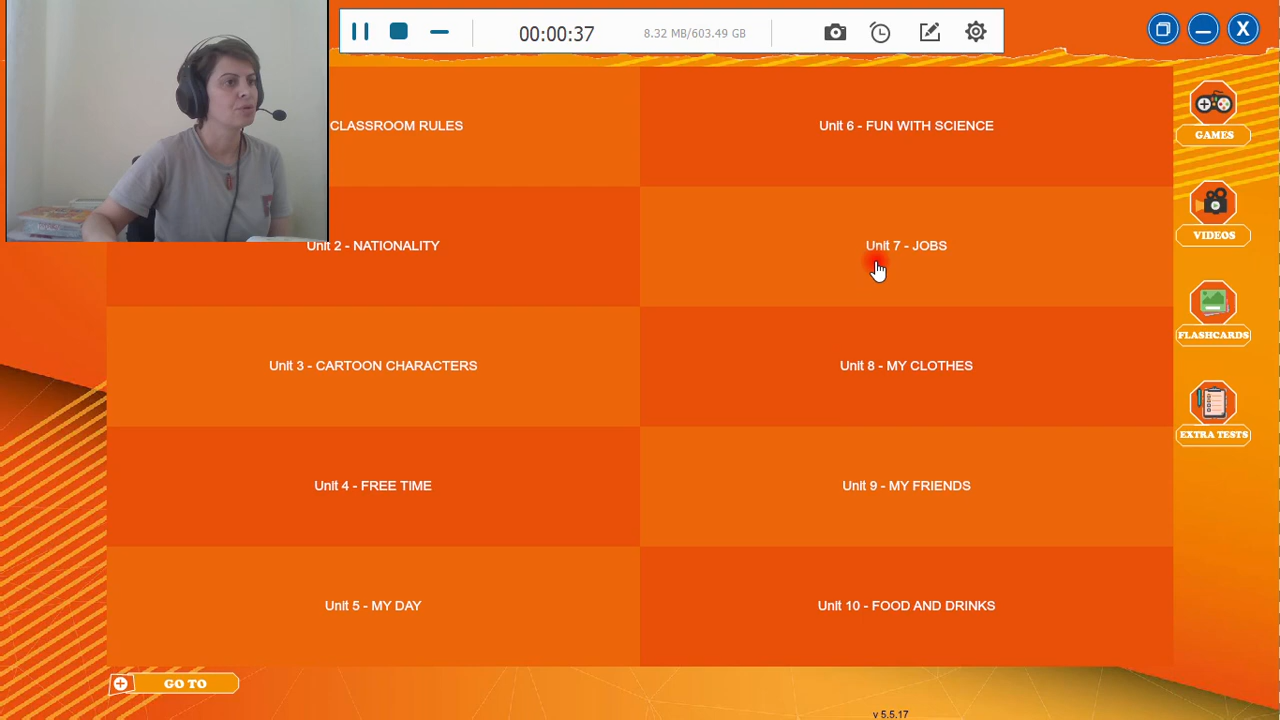 00:00:37
8.32 MB/603.49 GB
CLASSROOM RULES
Unit 2 - NATIONALITY
Unit 3 - CARTOON CHARACTERS
Unit 4 - FREE TIME
Unit 5 - MY DAY
Unit 6 - FUN WITH SCIENCE
Unit 7 - JOBS
Unit 8 - MY CLOTHES
Unit 9 - MY FRIENDS
Unit 10 - FOOD AND DRINKS
GAMES
VIDEOS
FLASHCARDS
EXTRA TESTS
GO TO
v 5.5.17